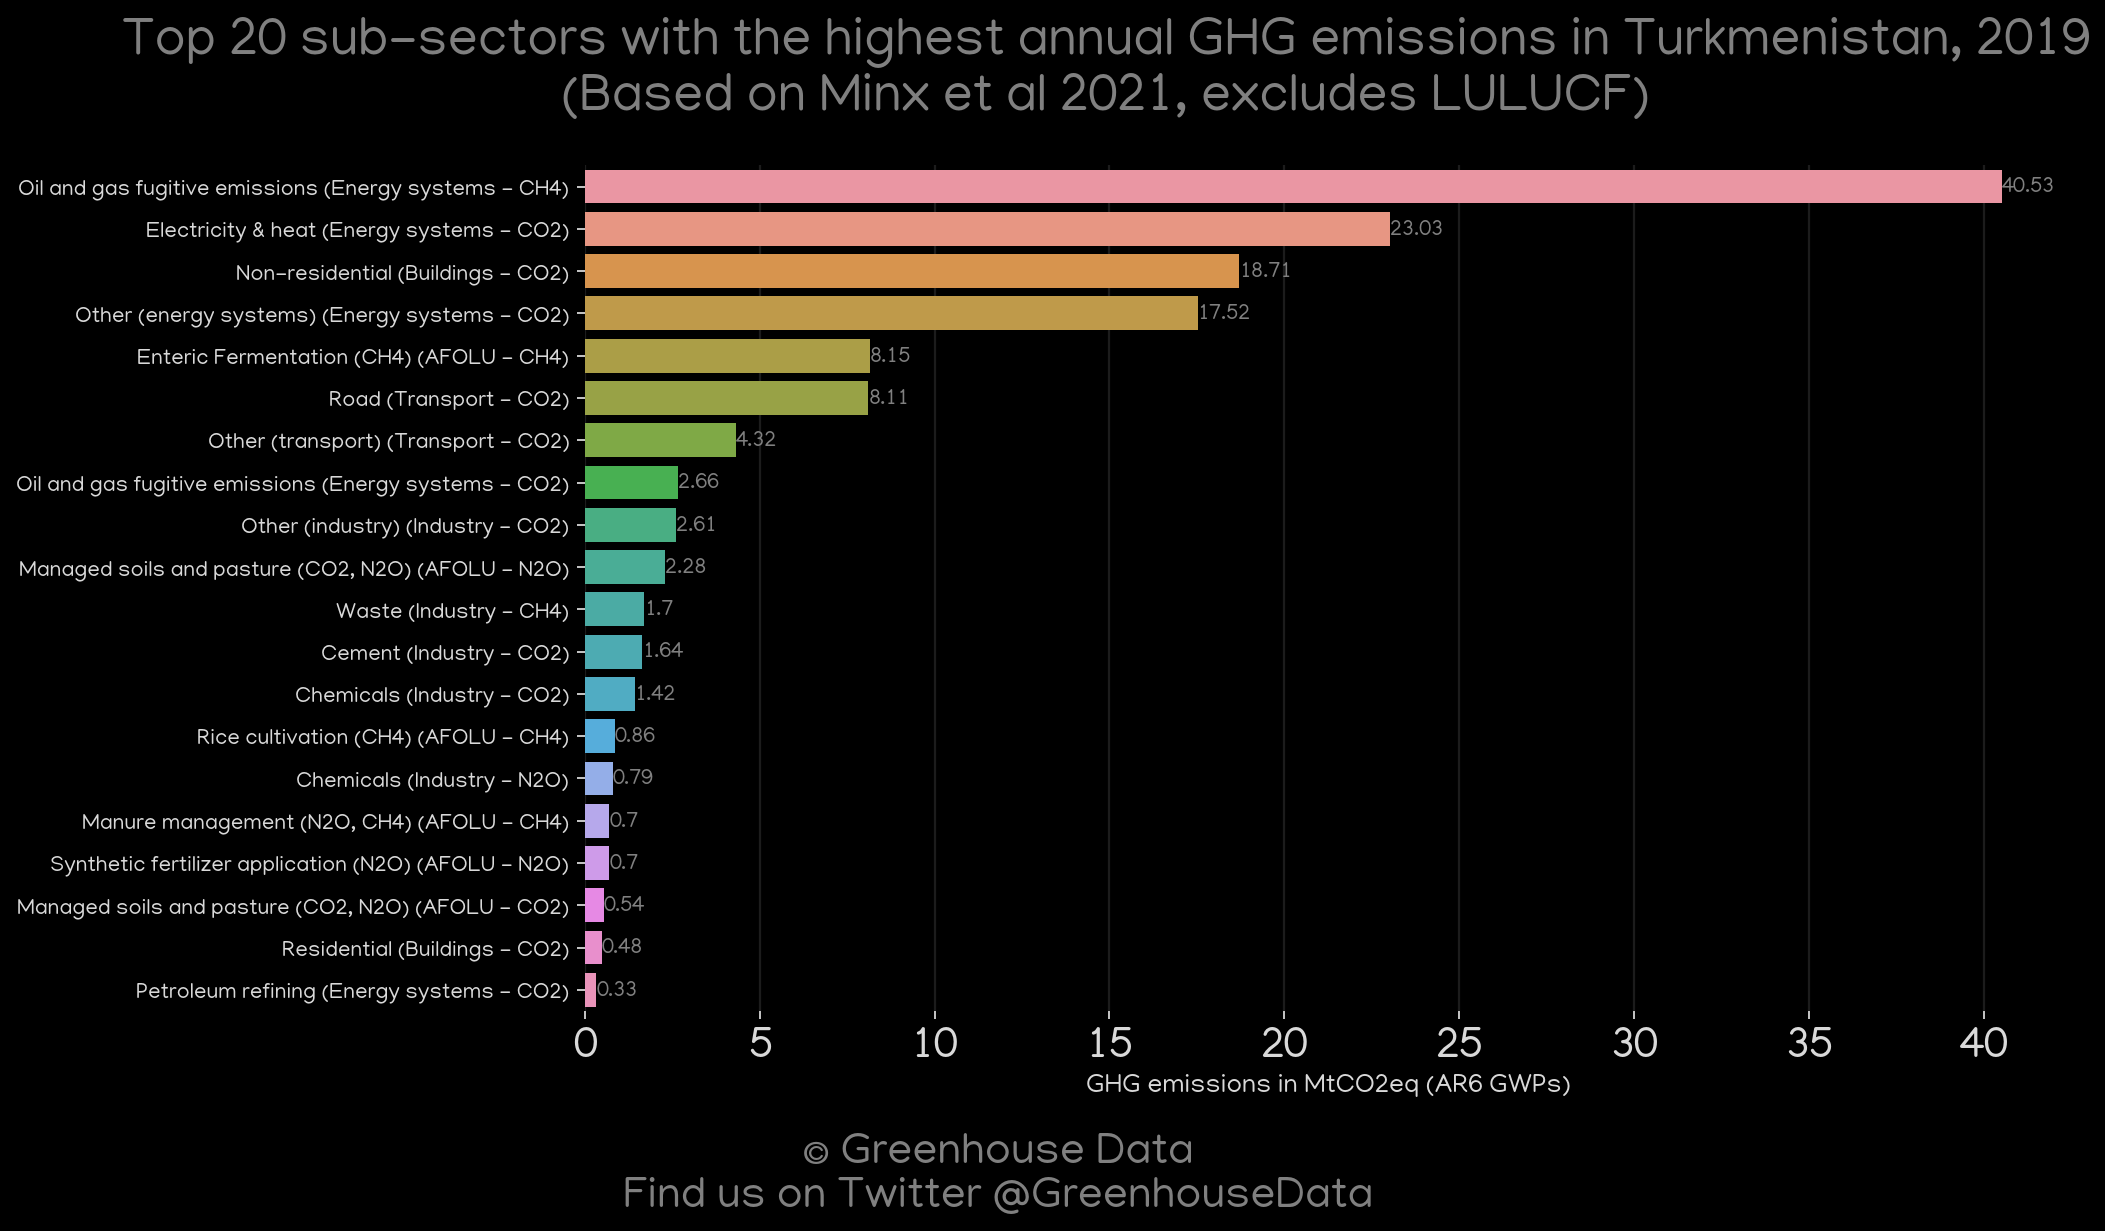 Top 20 sub-sectors with the highest annual GHG emissions in Turkmenistan, 2019
(Based on Minx et al 2021, excludes LULUCF)
Oil and gas fugitive emissions (Energy systems - CH4) 40.53
Electricity & heat (Energy systems - CO2) 23.03
Non-residential (Buildings - CO2) 18.71
Other (energy systems) (Energy systems - CO2) 17.52
Enteric Fermentation (CH4) (AFOLU - CH4) 8.15
Road (Transport - CO2) 8.11
Other (transport) (Transport - CO2) 4.32
Oil and gas fugitive emissions (Energy systems - CO2) 2.66
Other (industry) (Industry - CO2) 2.61
Managed soils and pasture (CO2, N2O) (AFOLU - N2O) 2.28
Waste (Industry - CH4) 1.7
Cement (Industry - CO2) 1.64
Chemicals (Industry - CO2) 1.42
Rice cultivation (CH4) (AFOLU - CH4) 0.86
Chemicals (Industry - N2O) 0.79
Manure management (N2O, CH4) (AFOLU - CH4) 0.7
Synthetic fertilizer application (N2O) (AFOLU - N2O) 0.7
Managed soils and pasture (CO2, N2O) (AFOLU - CO2) 0.54
Residential (Buildings - CO2) 0.48
Petroleum refining (Energy systems - CO2) 0.33
0 5 10 15 20 25 30 35 40
GHG emissions in MtCO2eq (AR6 GWPs)
© Greenhouse Data
Find us on Twitter @GreenhouseData